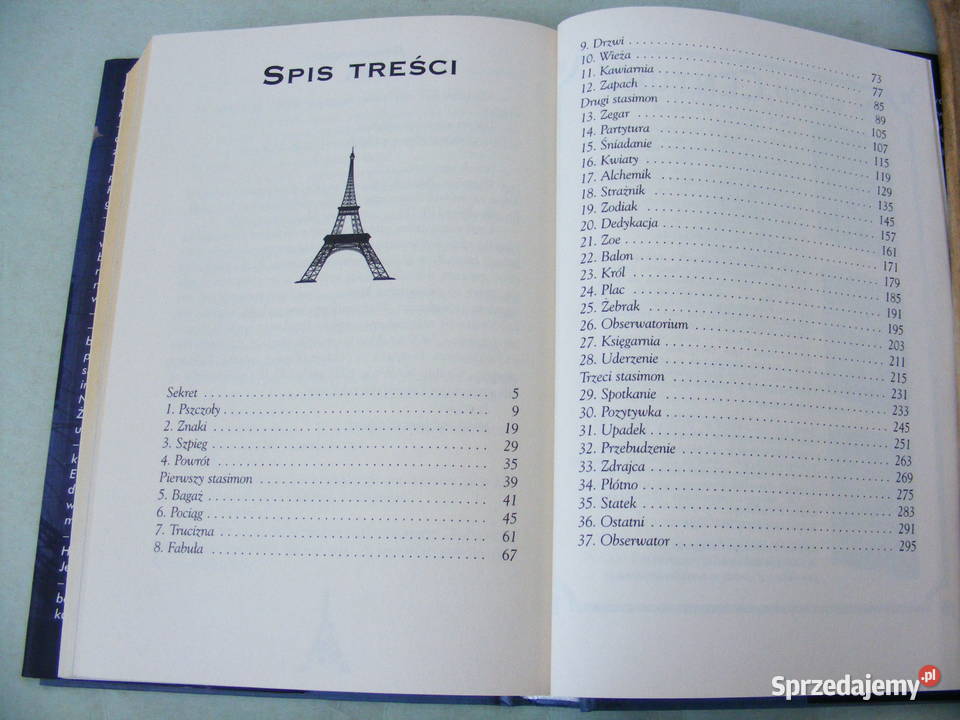 SPIS TREŚCI
Sekret . . . 5
1. Pszczoły . . . 9
2. Znaki . . . 19
3. Szpieg . . . 29
4. Powrót . . . 35
Pierwszy stasimon . . . 39
5. Bagaż . . . 41
6. Pociąg . . . 45
7. Trucizna . . . 61
8. Fabuła . . . 67
9. Drzwi . . . 73
10. Wieża . . . 77
11. Kawiarnia . . . 85
12. Zapach . . . 89
Drugi stasimon . . . 105
13. Zegar . . . 107
14. Partytura . . . 115
15. Śniadanie . . . 119
16. Kwiaty . . . 129
17. Alchemik . . . 135
18. Strażnik . . . 145
19. Zodiak . . . 157
20. Dedykacja . . . 161
21. Zoe . . . 171
22. Balon . . . 179
23. Król . . . 185
24. Plac . . . 191
25. Żebrak . . . 195
26. Obserwatorium . . . 203
27. Księgarnia . . . 211
28. Uderzenie . . . 215
Trzeci stasimon . . . 231
29. Spotkanie . . . 233
30. Pozytywka . . . 245
31. Upadek . . . 251
32. Przebudzenie . . . 263
33. Zdrajca . . . 269
34. Płótno . . . 275
35. Statek . . . 283
36. Ostatni . . . 291
37. Obserwator . . . 295
Sprzedajemy.pl